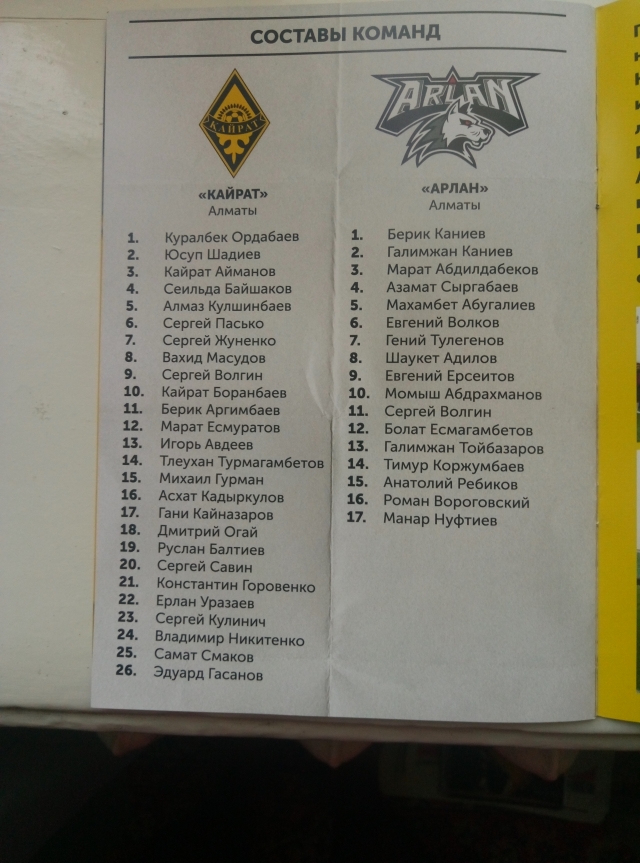 СОСТАВЫ КОМАНД
КАЙРАТ
«КАЙРАТ»
Алматы
1. Куралбек Ордабаев
2. Юсуп Шадиев
3. Кайрат Айманов
4. Сеильда Байшаков
5. Алмаз Кулшинбаев
6. Сергей Пасько
7. Сергей Жуненко
8. Вахид Масудов
9. Сергей Волгин
10. Кайрат Боранбаев
11. Берик Аргимбаев
12. Марат Есмуратов
13. Игорь Авдеев
14. Тлеухан Турмагамбетов
15. Михаил Гурман
16. Асхат Кадыркулов
17. Гани Кайназаров
18. Дмитрий Огай
19. Руслан Балтиев
20. Сергей Савин
21. Константин Горовенко
22. Ерлан Уразаев
23. Сергей Кулинич
24. Владимир Никитенко
25. Самат Смаков
26. Эдуард Гасанов
ARLAN
«АРЛАН»
Алматы
1. Берик Каниев
2. Галимжан Каниев
3. Марат Абдилдабеков
4. Азамат Сыргабаев
5. Махамбет Абугалиев
6. Евгений Волков
7. Гений Тулегенов
8. Шаукет Адилов
9. Евгений Ерсеитов
10. Момыш Абдрахманов
11. Сергей Волгин
12. Болат Есмагамбетов
13. Галимжан Тойбазаров
14. Тимур Коржумбаев
15. Анатолий Ребиков
16. Роман Вороговский
17. Манар Нуфтиев